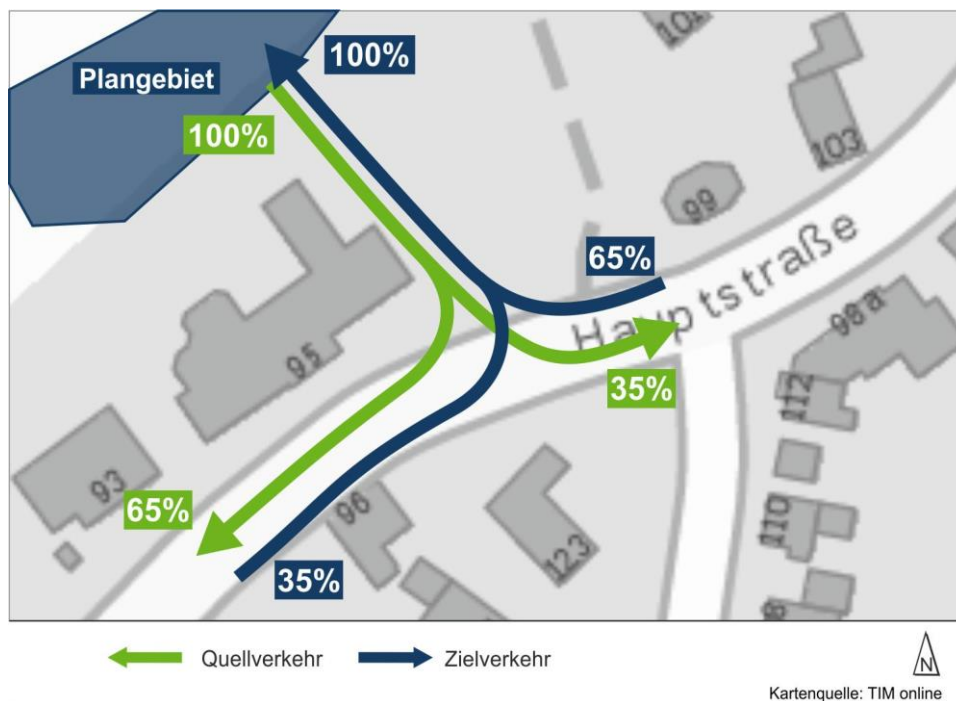 100%
Plangebiet
100%
103
99
65%
Hauptstraße
98a
95
35%
112
93
65%
96
110
123
35%
Quellverkehr
Zielverkehr
N
Kartenquelle: TIM online